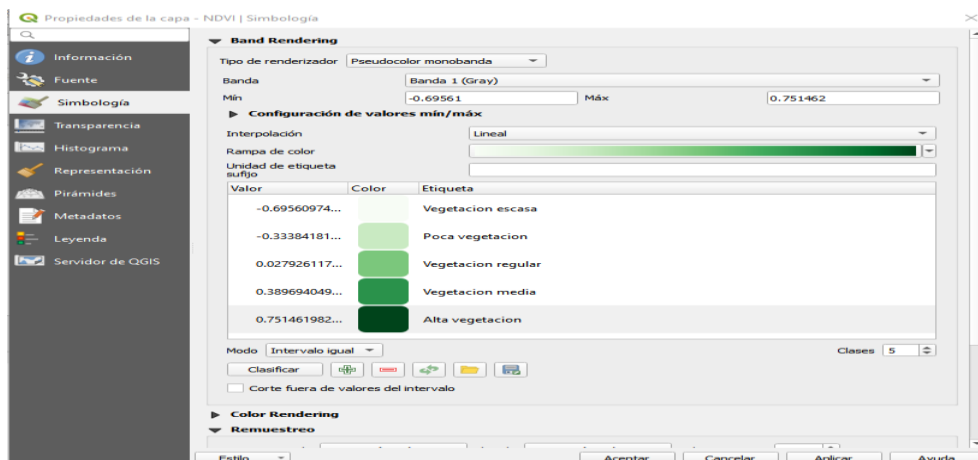 Propiedades de la capa - NDVI | Simbología
Información
Fuente
Simbología
Transparencia
Histograma
Representación
Pirámides
Metadatos
Leyenda
Servidor de QGIS
Band Rendering
Tipo de renderizador Pseudocolor monobanda
Banda Banda 1 (Gray)
Mín -0.69561 Máx 0.751462
Configuración de valores mín/máx
Interpolación Lineal
Rampa de color
Unidad de etiqueta
sufijo
Valor Color Etiqueta
-0.69560974... Vegetacion escasa
-0.33384181... Poca vegetacion
0.027926117... Vegetacion regular
0.389694049... Vegetacion media
0.751461982... Alta vegetacion
Modo Intervalo igual Clases 5
Clasificar
Corte fuera de valores del intervalo
Color Rendering
Remuestreo
Estilo Aceptar Cancelar Aplicar Ayuda